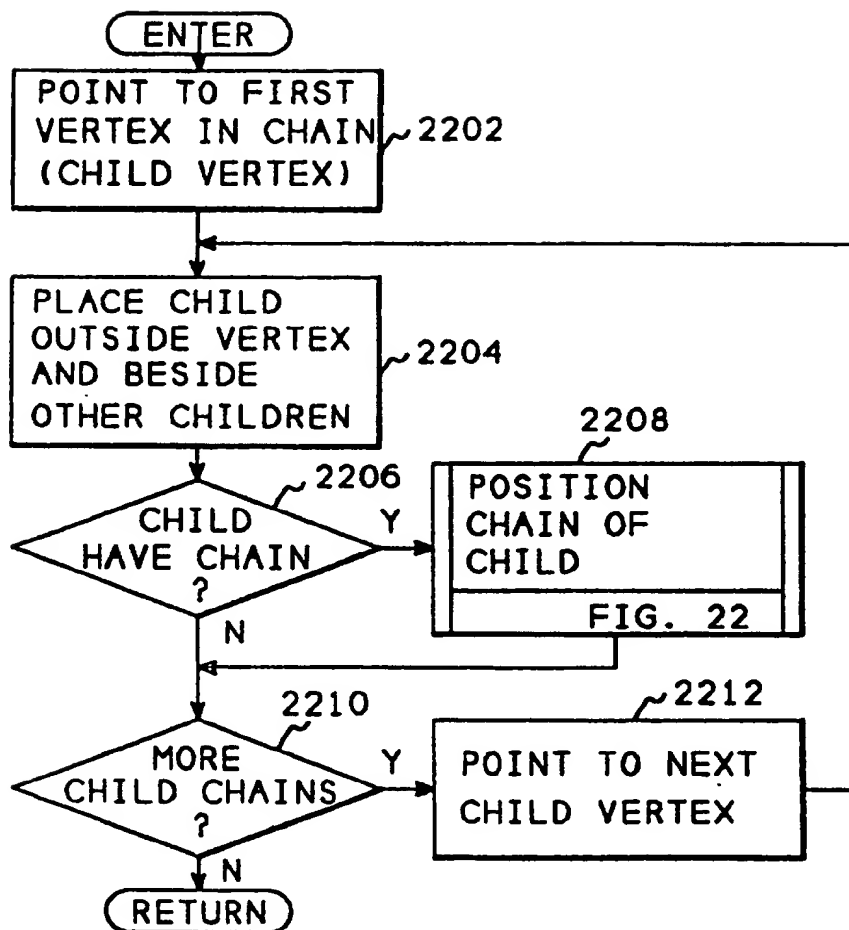 ENTER
POINT TO FIRST
VERTEX IN CHAIN
(CHILD VERTEX)
2202
PLACE CHILD
OUTSIDE VERTEX
AND BESIDE
OTHER CHILDREN
2204
2206
CHILD
HAVE CHAIN
?
Y
N
2208
POSITION
CHAIN OF
CHILD
FIG. 22
2210
MORE
CHILD CHAINS
?
Y
N
2212
POINT TO NEXT
CHILD VERTEX
RETURN